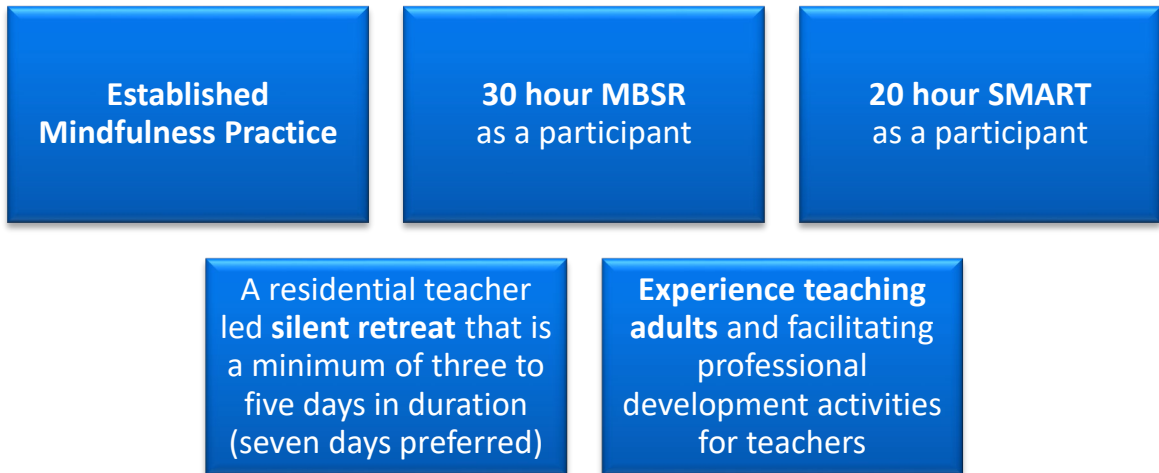 Established
Mindfulness Practice
30 hour MBSR
as a participant
20 hour SMART
as a participant
A residential teacher
led silent retreat that is
a minimum of three to
five days in duration
(seven days preferred)
Experience teaching
adults and facilitating
professional
development activities
for teachers